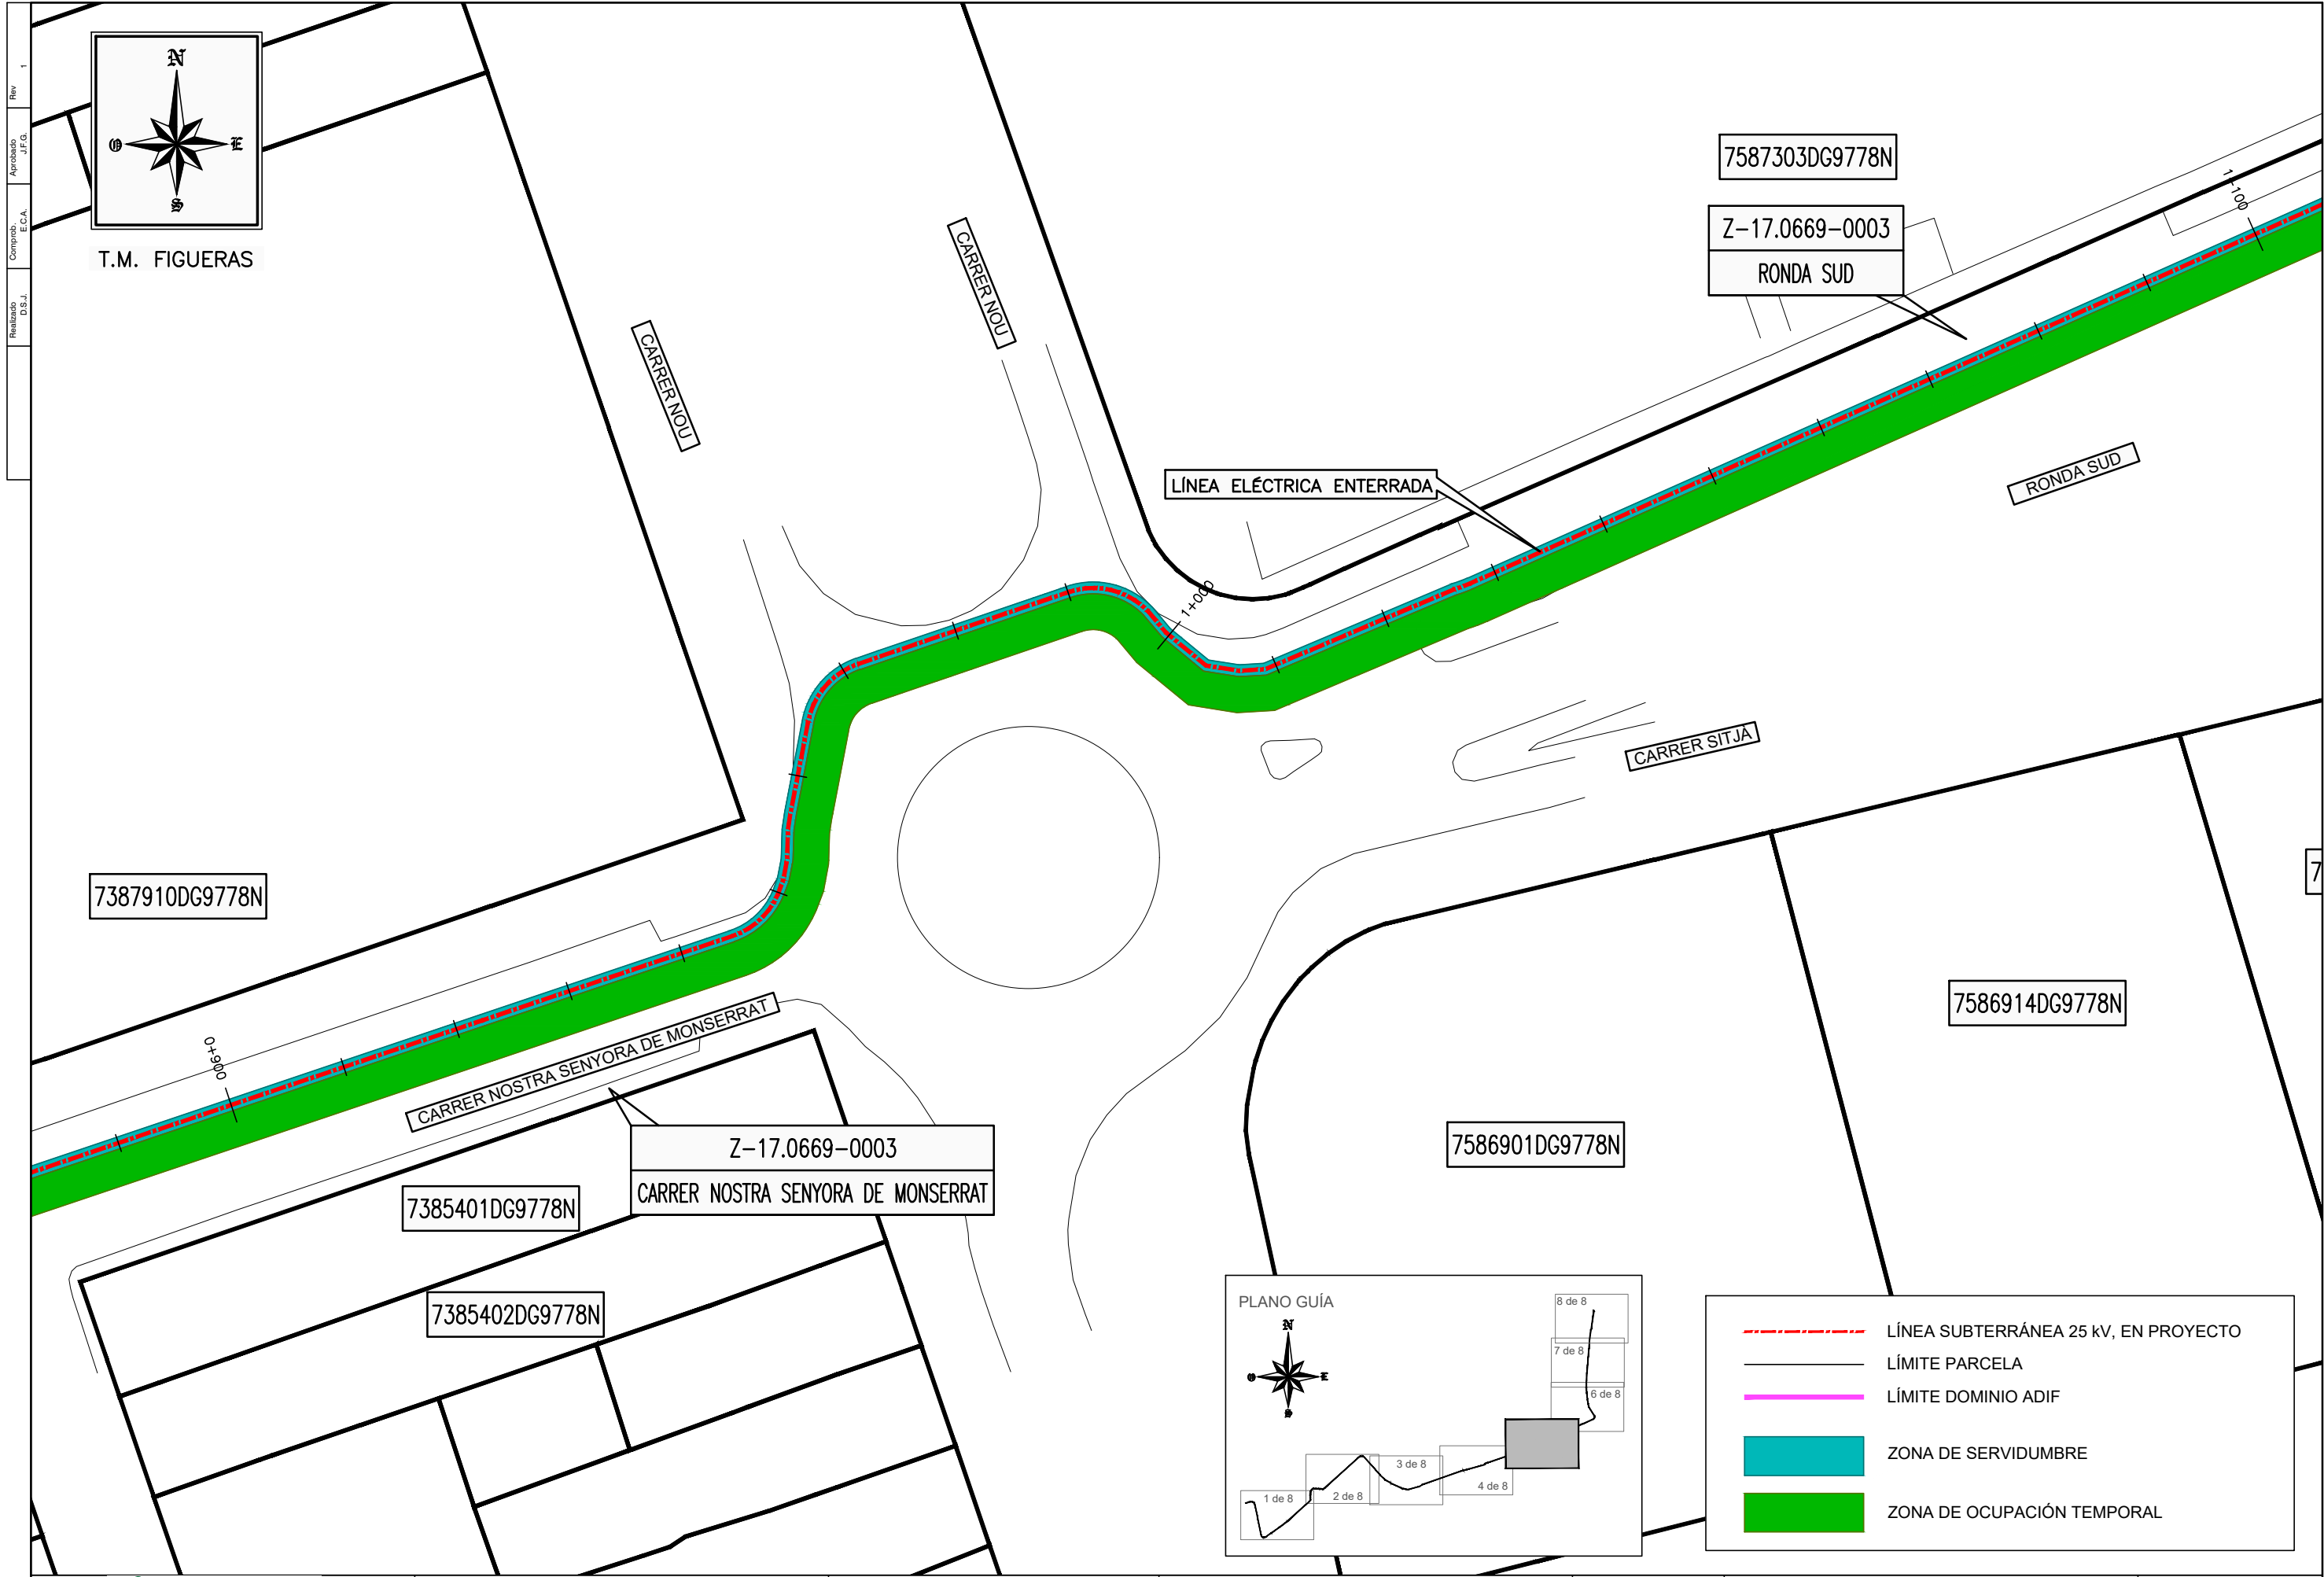 Rev 1
Aprobado J.F.G.
Comprob. E.C.A.
Realizado D.S.J.
N
O E
S
T.M. FIGUERAS
CARRER NOU
CARRER NOU
7587303DG9778N
Z-17.0669-0003
RONDA SUD
1+100
LÍNEA ELÉCTRICA ENTERRADA
RONDA SUD
1+000
CARRER SITJÀ
7387910DG9778N
7
7586914DG9778N
0+900
CARRER NOSTRA SENYORA DE MONSERRAT
Z-17.0669-0003
CARRER NOSTRA SENYORA DE MONSERRAT
7586901DG9778N
7385401DG9778N
7385402DG9778N
PLANO GUÍA
N
O E
S
8 de 8
7 de 8
6 de 8
3 de 8
4 de 8
1 de 8
2 de 8
LÍNEA SUBTERRÁNEA 25 kV, EN PROYECTO
LÍMITE PARCELA
LÍMITE DOMINIO ADIF
ZONA DE SERVIDUMBRE
ZONA DE OCUPACIÓN TEMPORAL